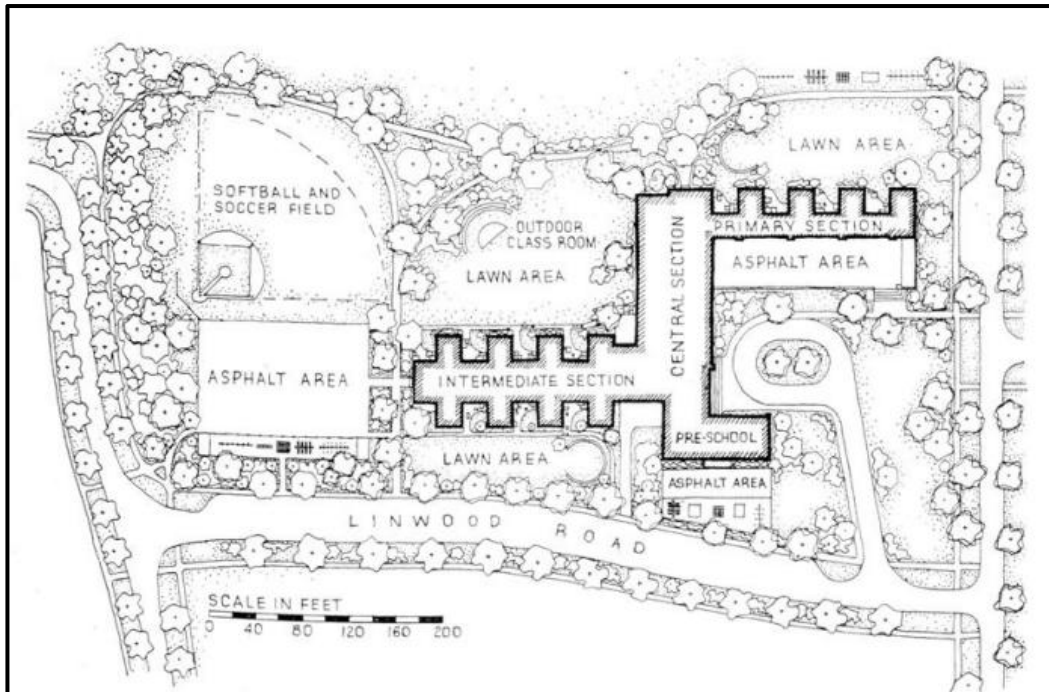 LAWN AREA
SOFTBALL AND
SOCCER FIELD
OUTDOOR
CLASS ROOM
LAWN AREA
PRIMARY SECTION
ASPHALT AREA
CENTRAL SECTION
ASPHALT AREA
INTERMEDIATE SECTION
PRE-SCHOOL
LAWN AREA
ASPHALT AREA
LINWOOD ROAD
SCALE IN FEET
0 40 80 120 160 200